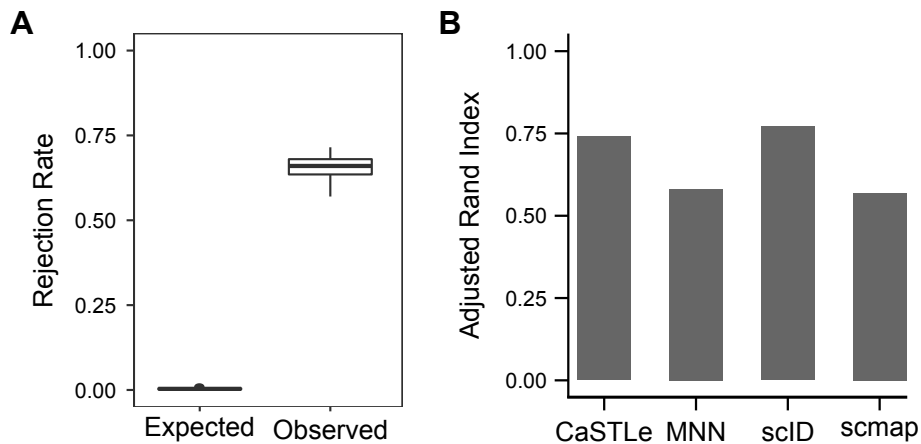 A
Rejection Rate
1.00
0.75
0.50
0.25
0.00
Expected
Observed
B
Adjusted Rand Index
1.00
0.75
0.50
0.25
0.00
CaSTLe
MNN
scID
scmap